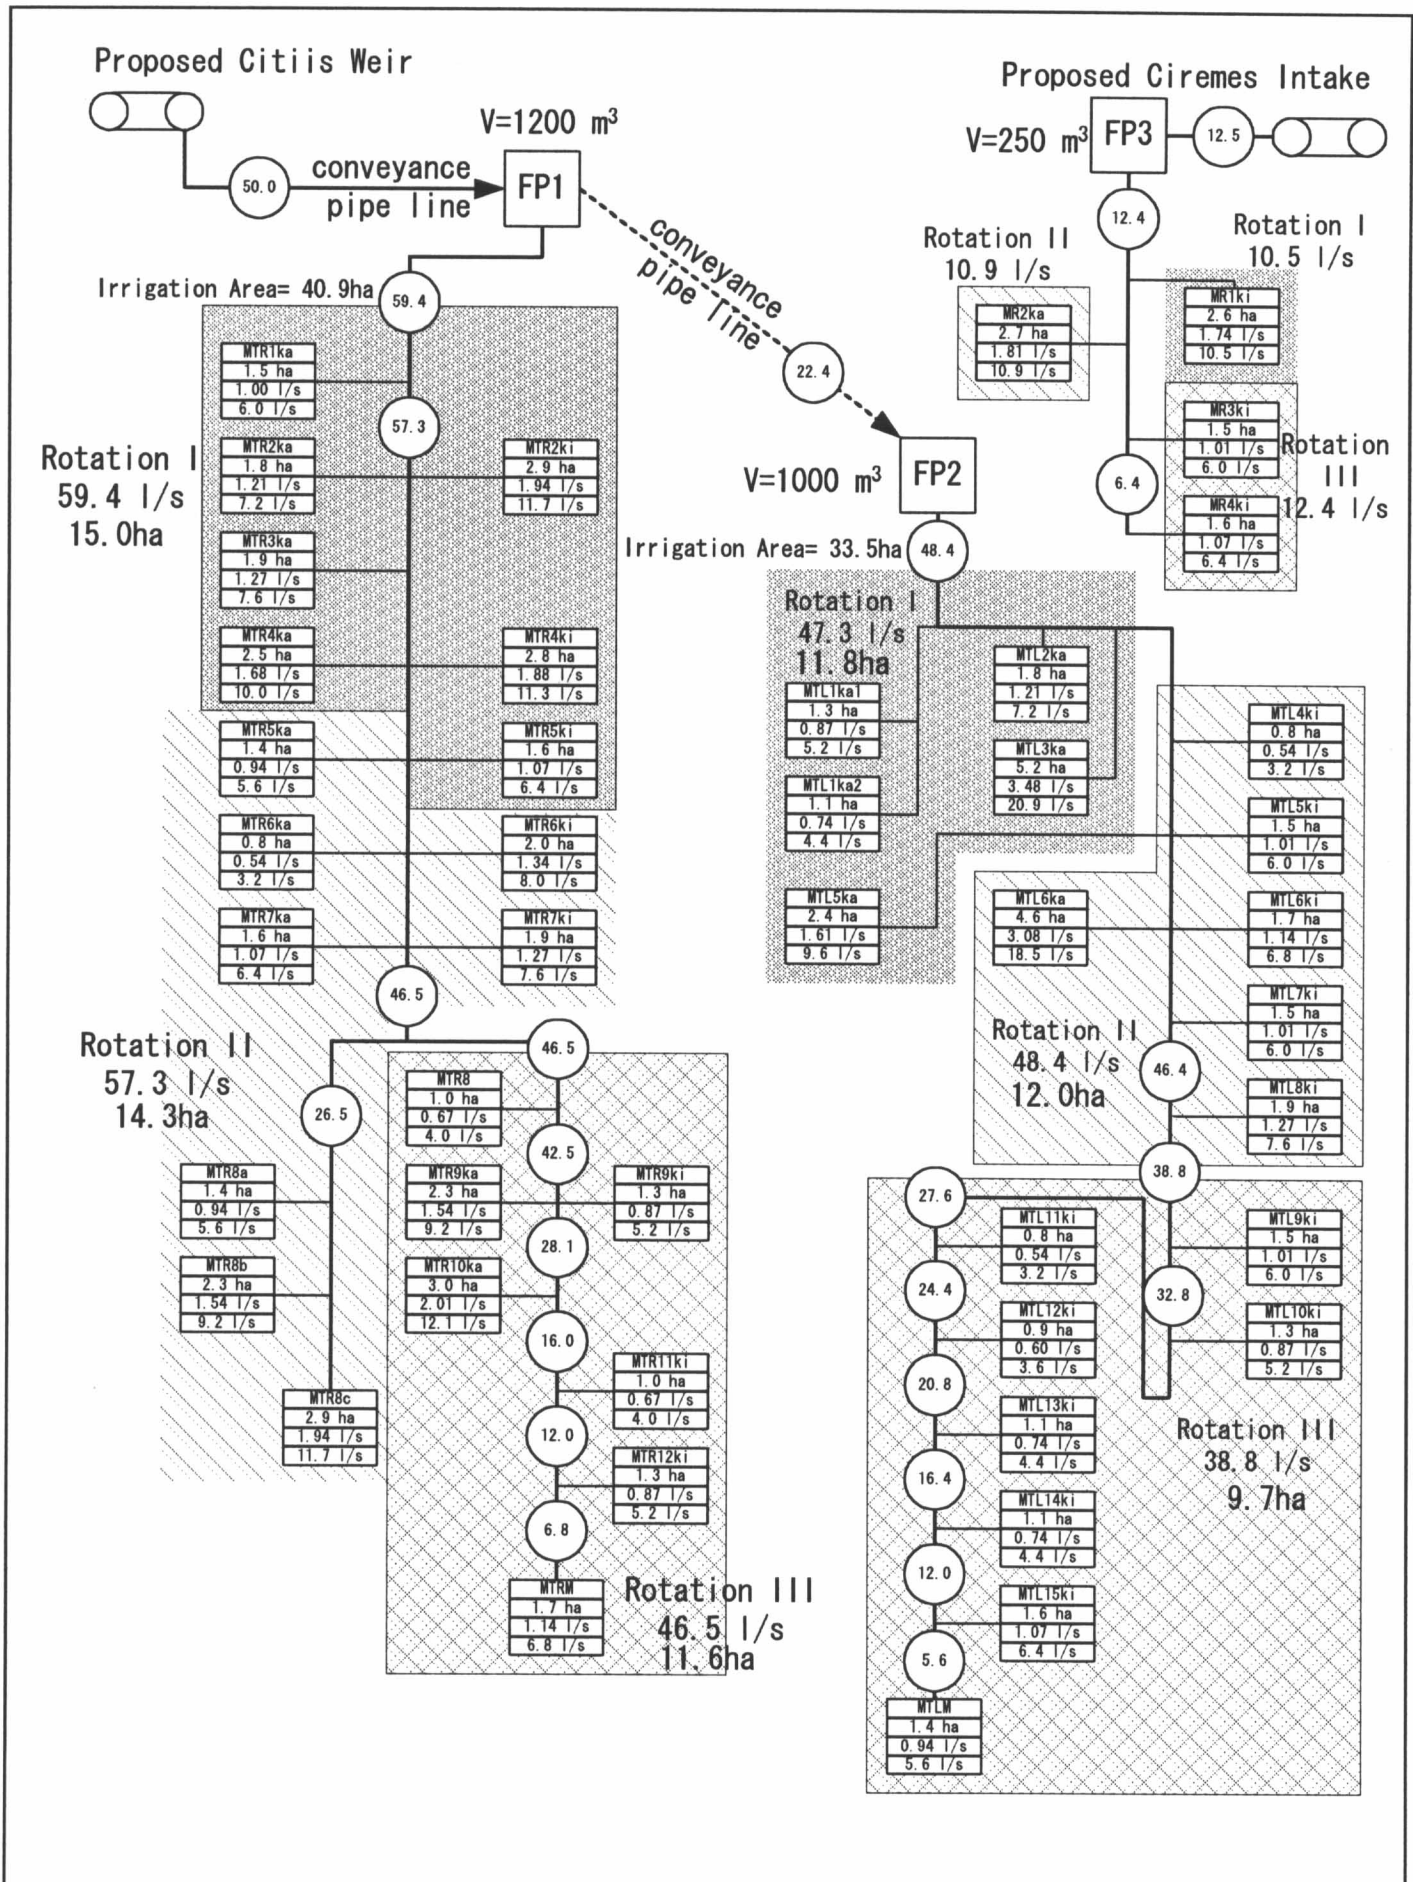 Proposed Citiis Weir
50.0
conveyance
pipe line
V=1200 m³
FP1
Proposed Ciremes Intake
V=250 m³
FP3
12.5
12.4
Rotation II
10.9 l/s
Rotation I
10.5 l/s
MR1ki
2.6 ha
1.74 l/s
10.5 l/s
MR2ka
2.7 ha
1.81 l/s
10.9 l/s
MR3ki
1.5 ha
1.01 l/s
6.0 l/s
Rotation
III
12.4 l/s
6.4
MR4ki
1.6 ha
1.07 l/s
6.4 l/s
conveyance
pipe line
22.4
Irrigation Area= 40.9ha
59.4
MTR1ka
1.5 ha
1.00 l/s
6.0 l/s
57.3
Rotation I
59.4 l/s
15.0ha
MTR2ka
1.8 ha
1.21 l/s
7.2 l/s
MTR2ki
2.9 ha
1.94 l/s
11.7 l/s
MTR3ka
1.9 ha
1.27 l/s
7.6 l/s
MTR4ka
2.5 ha
1.68 l/s
10.0 l/s
MTR4ki
2.8 ha
1.88 l/s
11.3 l/s
MTR5ka
1.4 ha
0.94 l/s
5.6 l/s
MTR5ki
1.6 ha
1.07 l/s
6.4 l/s
MTR6ka
0.8 ha
0.54 l/s
3.2 l/s
MTR6ki
2.0 ha
1.34 l/s
8.0 l/s
MTR7ka
1.6 ha
1.07 l/s
6.4 l/s
MTR7ki
1.9 ha
1.27 l/s
7.6 l/s
46.5
Rotation II
57.3 l/s
14.3ha
26.5
46.5
MTR8a
1.4 ha
0.94 l/s
5.6 l/s
MTR8b
2.3 ha
1.54 l/s
9.2 l/s
MTR8c
2.9 ha
1.94 l/s
11.7 l/s
MTR8
1.0 ha
0.67 l/s
4.0 l/s
42.5
MTR9ka
2.3 ha
1.54 l/s
9.2 l/s
MTR9ki
1.3 ha
0.87 l/s
5.2 l/s
28.1
MTR10ka
3.0 ha
2.01 l/s
12.1 l/s
16.0
MTR11ki
1.0 ha
0.67 l/s
4.0 l/s
12.0
MTR12ki
1.3 ha
0.87 l/s
5.2 l/s
6.8
MTRM
1.7 ha
1.14 l/s
6.8 l/s
Rotation III
46.5 l/s
11.6ha
V=1000 m³
FP2
Irrigation Area= 33.5ha
48.4
Rotation I
47.3 l/s
11.8ha
MTL1ka1
1.3 ha
0.87 l/s
5.2 l/s
MTL1ka2
1.1 ha
0.74 l/s
4.4 l/s
MTL2ka
1.8 ha
1.21 l/s
7.2 l/s
MTL3ka
5.2 ha
3.48 l/s
20.9 l/s
MTL5ka
2.4 ha
1.61 l/s
9.6 l/s
MTL4ki
0.8 ha
0.54 l/s
3.2 l/s
MTL5ki
1.5 ha
1.01 l/s
6.0 l/s
MTL6ka
4.6 ha
3.08 l/s
18.5 l/s
MTL6ki
1.7 ha
1.14 l/s
6.8 l/s
MTL7ki
1.5 ha
1.01 l/s
6.0 l/s
Rotation II
48.4 l/s
12.0ha
46.4
MTL8ki
1.9 ha
1.27 l/s
7.6 l/s
38.8
MTL9ki
1.5 ha
1.01 l/s
6.0 l/s
32.8
MTL10ki
1.3 ha
0.87 l/s
5.2 l/s
27.6
MTL11ki
0.8 ha
0.54 l/s
3.2 l/s
24.4
MTL12ki
0.9 ha
0.60 l/s
3.6 l/s
20.8
MTL13ki
1.1 ha
0.74 l/s
4.4 l/s
16.4
MTL14ki
1.1 ha
0.74 l/s
4.4 l/s
12.0
MTL15ki
1.6 ha
1.07 l/s
6.4 l/s
5.6
MTLM
1.4 ha
0.94 l/s
5.6 l/s
Rotation III
38.8 l/s
9.7ha